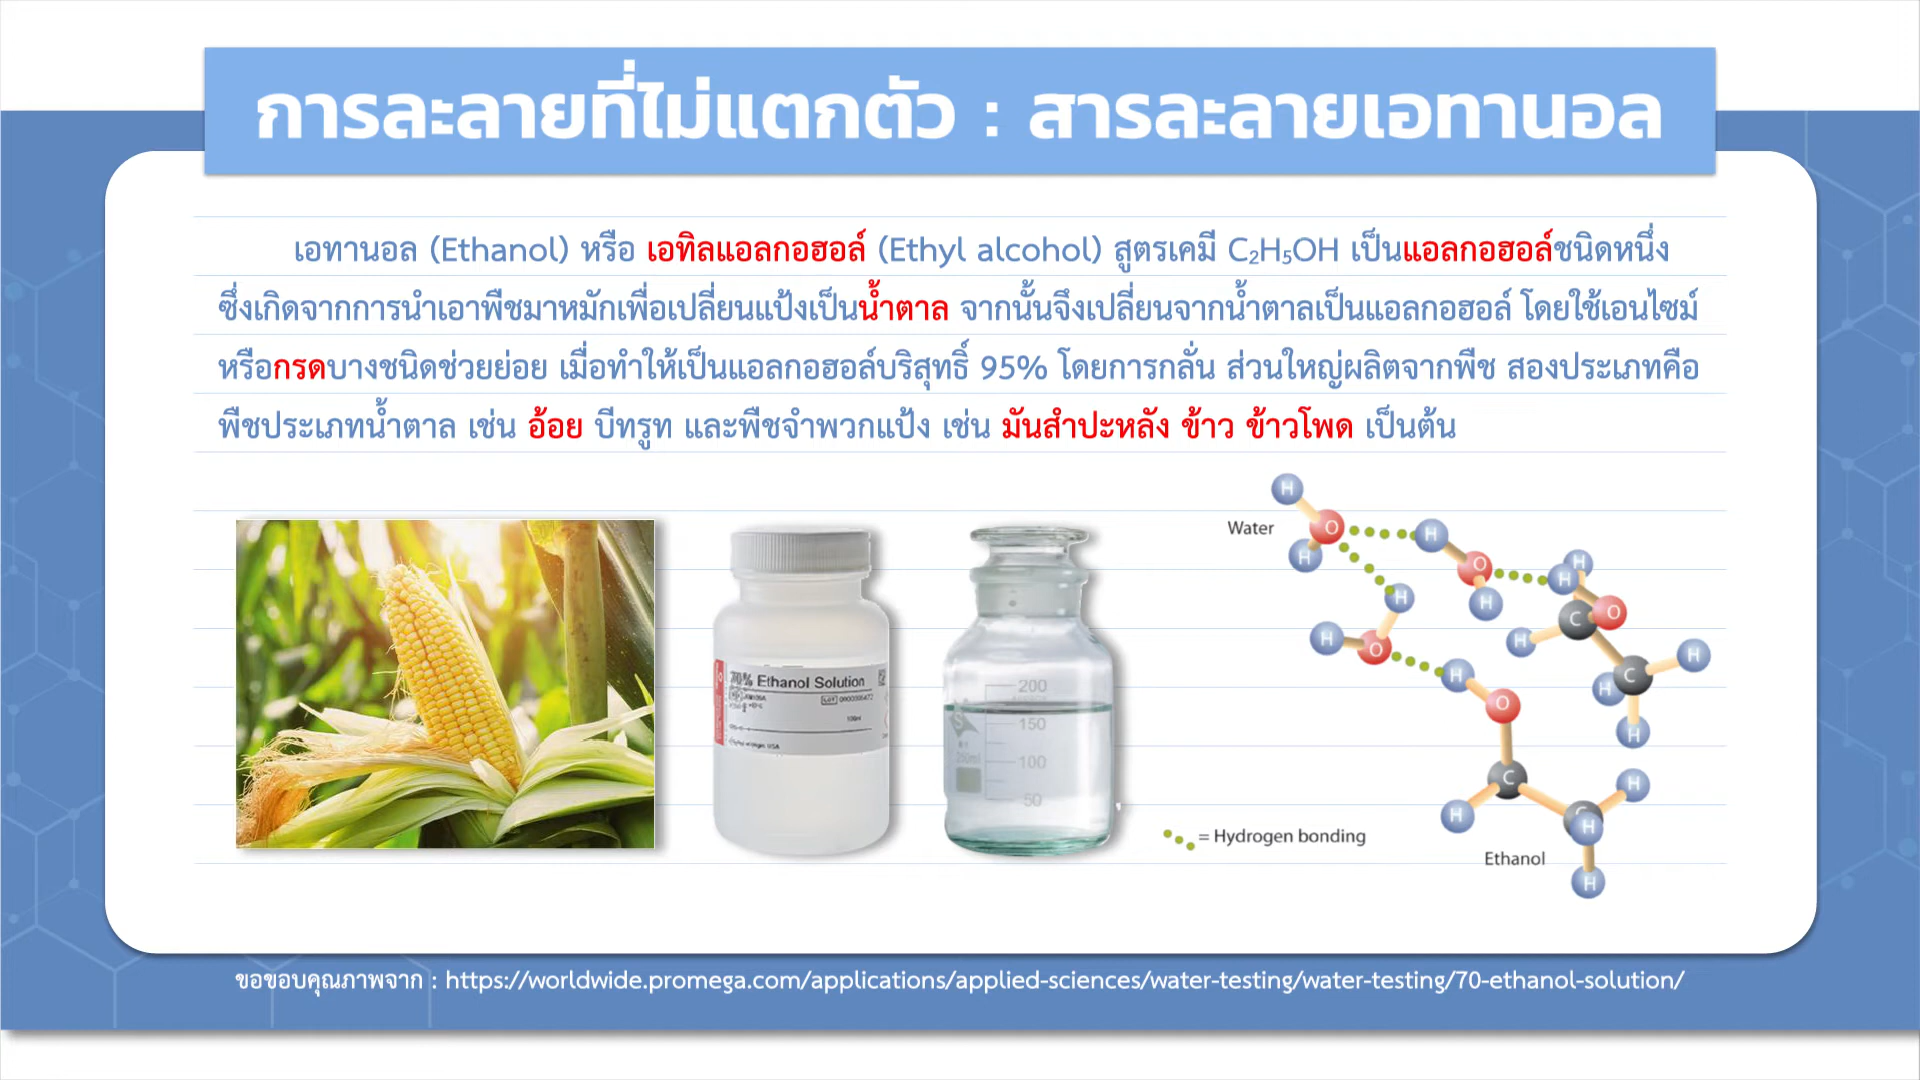 การละลายที่ไม่แตกตัว : สารละลายเอทานอล
เอทานอล (Ethanol) หรือ เอทิลแอลกอฮอล์ (Ethyl alcohol) สูตรเคมี C₂H₅OH เป็นแอลกอฮอล์ชนิดหนึ่ง
ซึ่งเกิดจากการนำเอาพืชมาหมักเพื่อเปลี่ยนแป้งเป็นน้ำตาล จากนั้นจึงเปลี่ยนจากน้ำตาลเป็นแอลกอฮอล์ โดยใช้เอนไซม์
หรือกรดบางชนิดช่วยย่อย เมื่อทำให้เป็นแอลกอฮอล์บริสุทธิ์ 95% โดยการกลั่น ส่วนใหญ่ผลิตจากพืช สองประเภทคือ
พืชประเภทน้ำตาล เช่น อ้อย บีทรูท และพืชจำพวกแป้ง เช่น มันสำปะหลัง ข้าว ข้าวโพด เป็นต้น
70% Ethanol Solution
LOT
100ml
200
150
100
50
250ml
Water
H
O
H
H
O
H
H
O
H
H
H
C
O
H
C
H
H
H
H
O
C
H
C
H
H
H
= Hydrogen bonding
Ethanol
ขอขอบคุณภาพจาก : https://worldwide.promega.com/applications/applied-sciences/water-testing/water-testing/70-ethanol-solution/